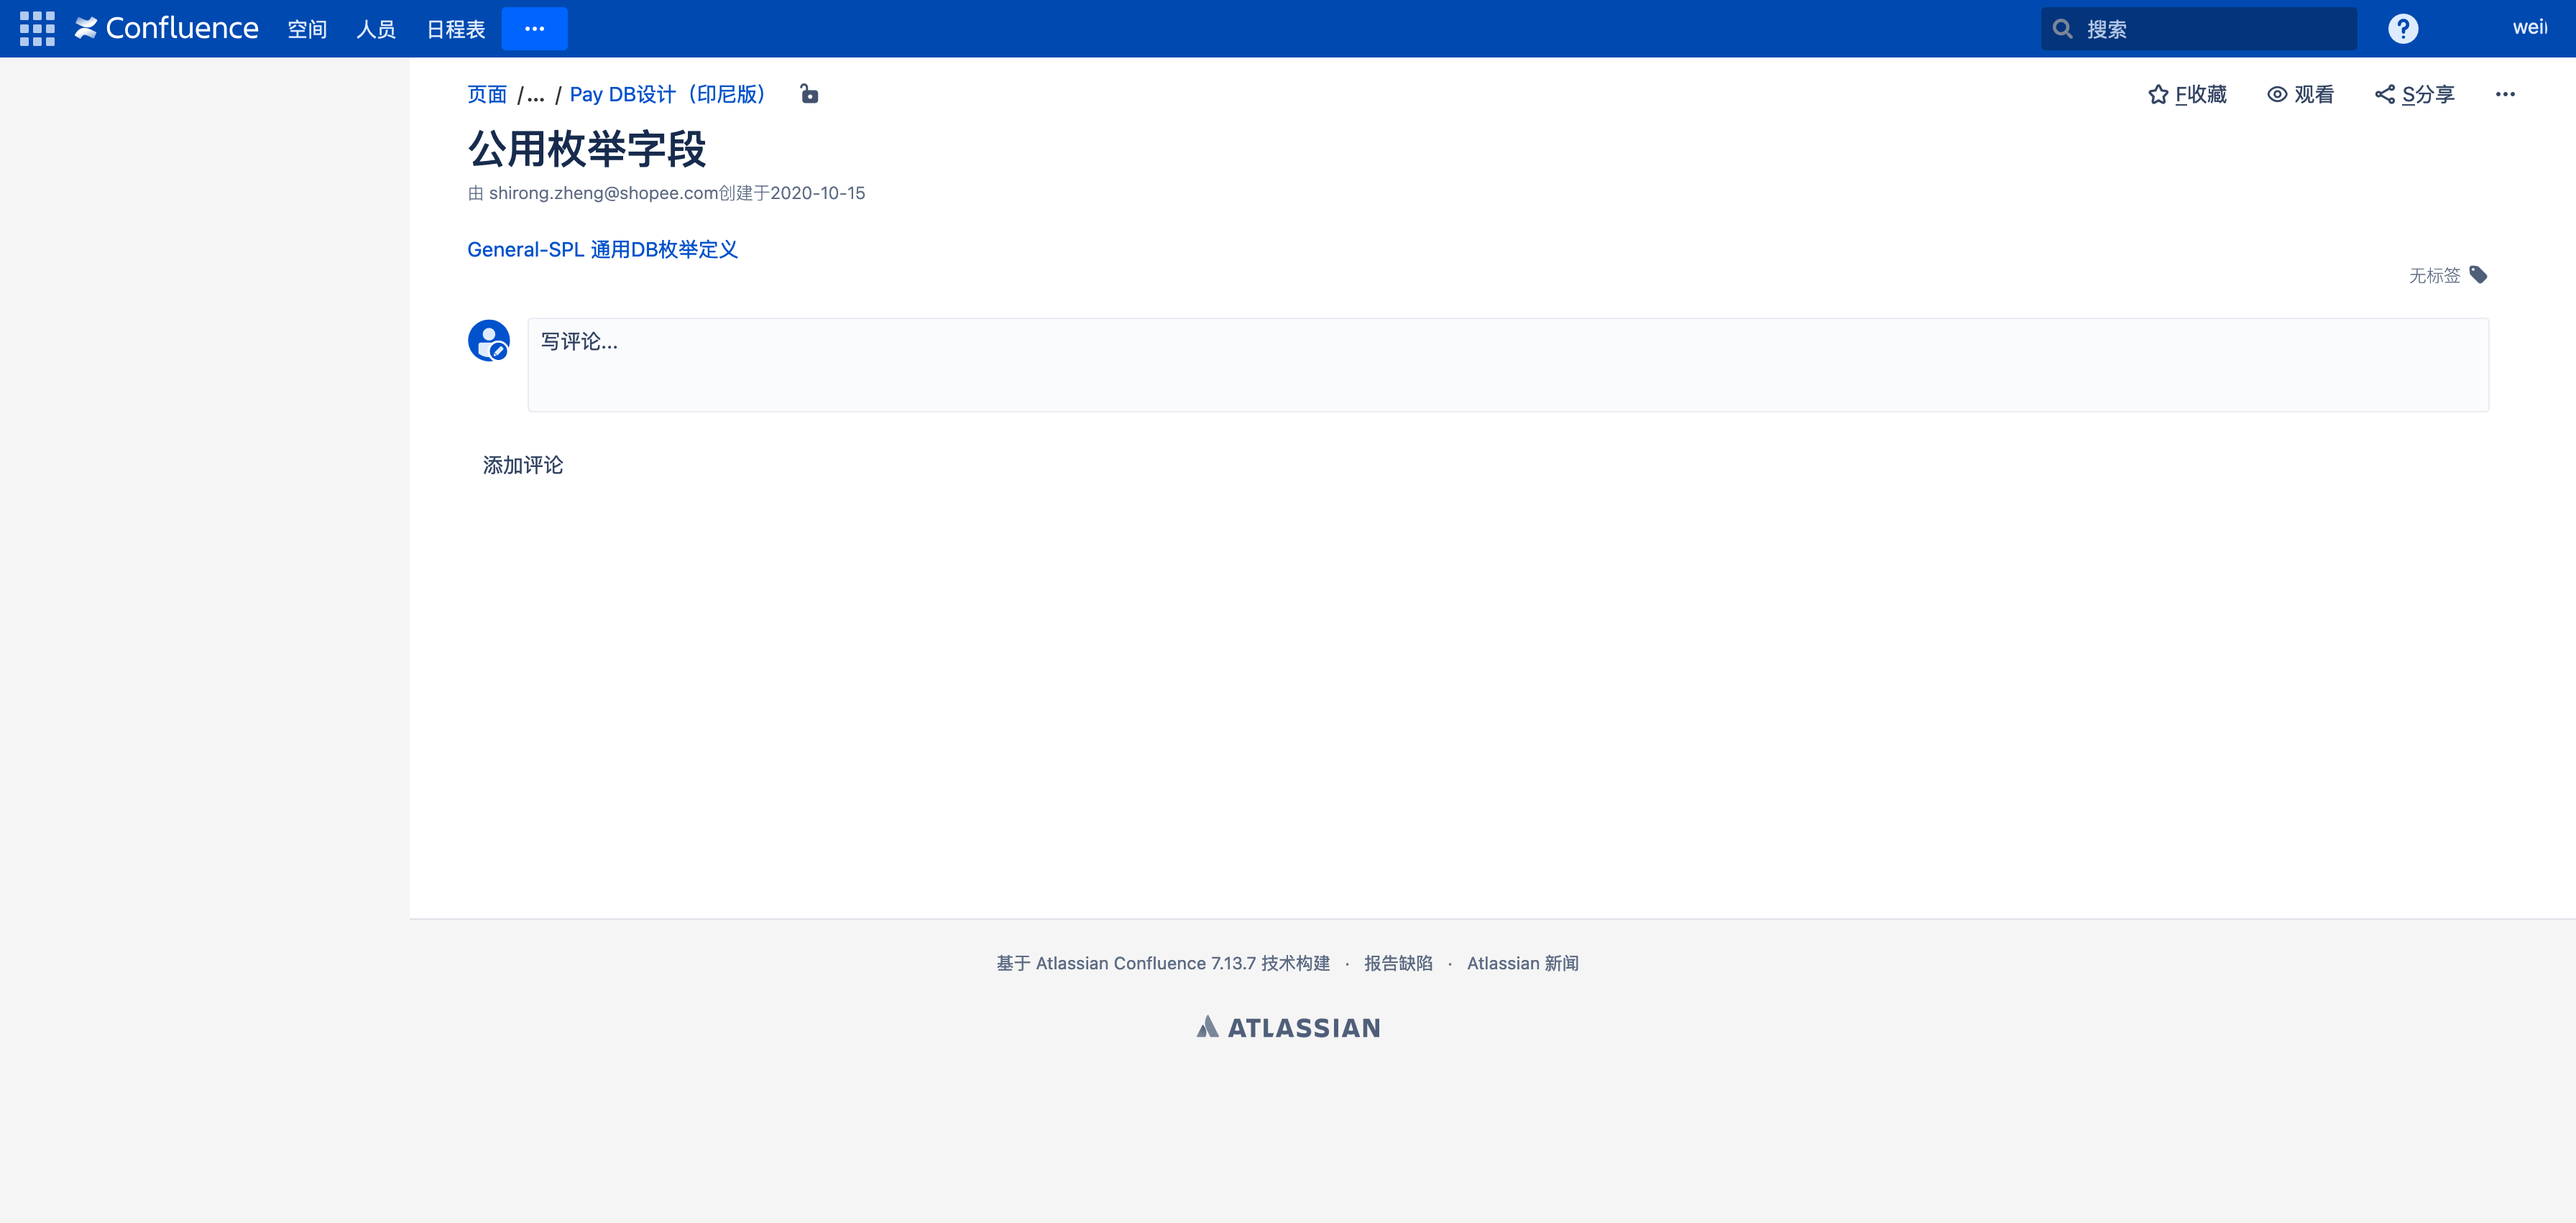 Confluence 空间 人员 日程表 ··· 搜索 ?
页面 /... / Pay DB设计（印尼版） F收藏 观看 S分享 ···
公用枚举字段
由 shirong.zheng@shopee.com创建于2020-10-15
General-SPL 通用DB枚举定义
无标签
写评论...
添加评论
基于 Atlassian Confluence 7.13.7 技术构建 · 报告缺陷 · Atlassian 新闻
ATLASSIAN